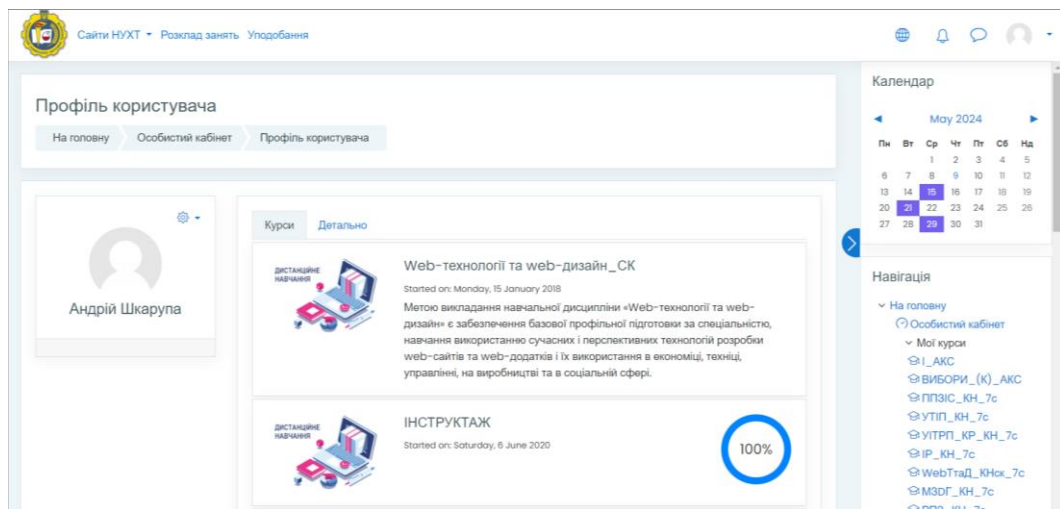 Сайти НУХТ Розклад занять Уподобання
Профіль користувача
На головну Особистий кабінет Профіль користувача
Андрій Шкарупа
Курси Детально
ДИСТАНЦІЙНЕ
НАВЧАННЯ
Web-технології та web-дизайн_СК
Started on: Monday, 15 January 2018
Метою викладання навчальної дисципліни «Web-технології та web-
дизайн» є забезпечення базової профільної підготовки за спеціальністю,
навчання використанню сучасних і перспективних технологій розробки
web-сайтів та web-додатків і їх використання в економіці, техніці,
управлінні, на виробництві та в соціальній сфері.
ДИСТАНЦІЙНЕ
НАВЧАННЯ
ІНСТРУКТАЖ
Started on: Saturday, 6 June 2020
100%
Календар
May 2024
Пн Вт Ср Чт Пт Сб Нд
1 2 3 4 5
6 7 8 9 10 11 12
13 14 15 16 17 18 19
20 21 22 23 24 25 26
27 28 29 30 31
Навігація
На головну
Особистий кабінет
Мої курси
І_АКС
ВИБОРИ_(К)_АКС
ППЗІС_КН_7с
УТІП_КН_7с
УІТРП_КР_КН_7с
ІР_КН_7с
WebТтаД_КНск_7с
МЗDГ_КН_7с